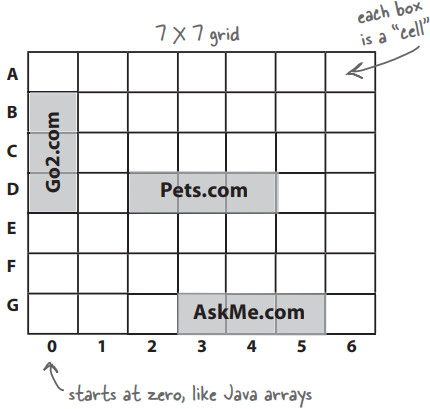 each box
is a "cell"
7 X 7 grid
A
B
C
D
E
F
G
Go2.com
Pets.com
AskMe.com
0 1 2 3 4 5 6
starts at zero, like Java arrays